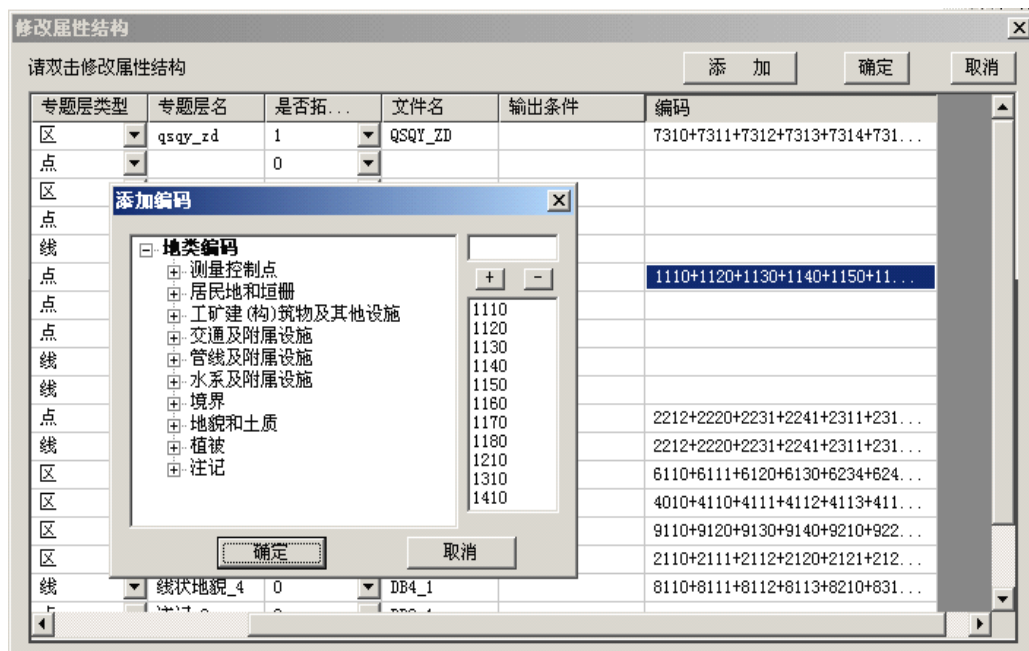 修改属性结构
请双击修改属性结构 添 加 确定 取消
专题层类型 专题层名 是否拓... 文件名 输出条件 编码
区 qsqy_zd 1 QSQY_ZD 7310+7311+7312+7313+7314+731...
点 0
区
点
线
点 1110+1120+1130+1140+1150+11...
点
点
线
线
点 2212+2220+2231+2241+2311+231...
线 2212+2220+2231+2241+2311+231...
区 6110+6111+6120+6130+6234+624...
区 4010+4110+4111+4112+4113+411...
区 9110+9120+9130+9140+9210+922...
区 2110+2111+2112+2120+2121+212...
线 线状地貌_4 0 DB4_1 8110+8111+8112+8113+8210+831...
添加编码
地类编码
测量控制点
居民地和垣栅
工矿建(构)筑物及其他设施
交通及附属设施
管线及附属设施
水系及附属设施
境界
地貌和土质
植被
注记
+ -
1110
1120
1130
1140
1150
1160
1170
1180
1210
1310
1410
确定 取消